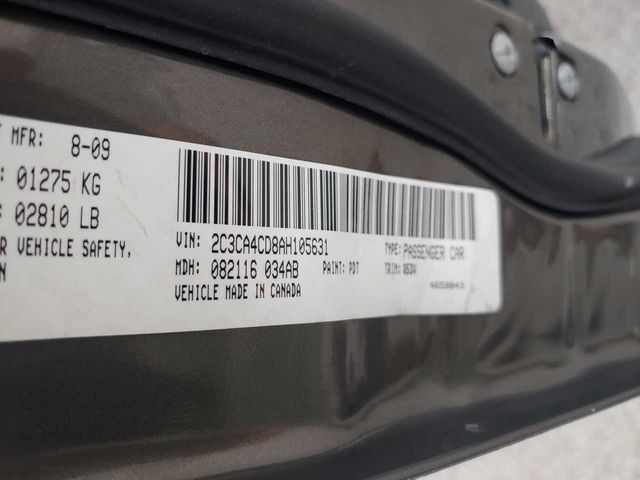 MFR: 8-09
: 01275 KG
: 02810 LB
R VEHICLE SAFETY,
N
VIN: 2C3CA4CD8AH105631
TYPE: PASSENGER CAR
MDH: 082116 034AB
PAINT: PDT
TRIM:
VEHICLE MADE IN CANADA